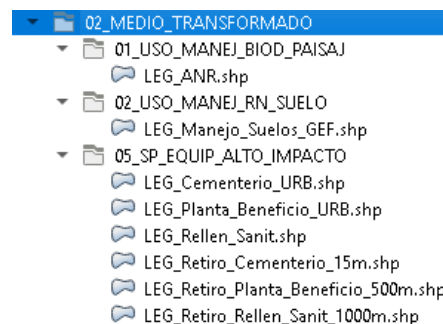 02_MEDIO_TRANSFORMADO
01_USO_MANEJ_BIOD_PAISAJ
LEG_ANR.shp
02_USO_MANEJ_RN_SUELO
LEG_Manejo_Suelos_GEF.shp
05_SP_EQUIP_ALTO_IMPACTO
LEG_Cementerio_URB.shp
LEG_Planta_Beneficio_URB.shp
LEG_Rellen_Sanit.shp
LEG_Retiro_Cementerio_15m.shp
LEG_Retiro_Planta_Beneficio_500m.shp
LEG_Retiro_Rellen_Sanit_1000m.shp